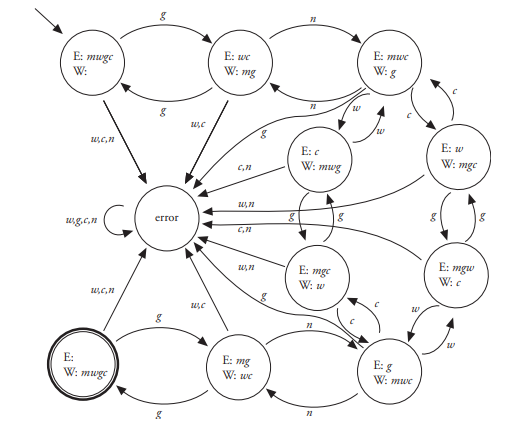 g
n
E: mwgc
W:
E: wc
W: mg
E: mwc
W: g
g
n
c
w
w
c
g
w,c,n
w,c
E: c
W: mwg
E: w
W: mgc
c,n
w,n
w,g,c,n
error
g
g
g
g
c,n
w,n
E: mgc
W: w
E: mgw
W: c
w,c,n
w,c
g
c
c
w
w
g
n
E:
W: mwgc
E: mg
W: wc
E: g
W: mwc
g
n